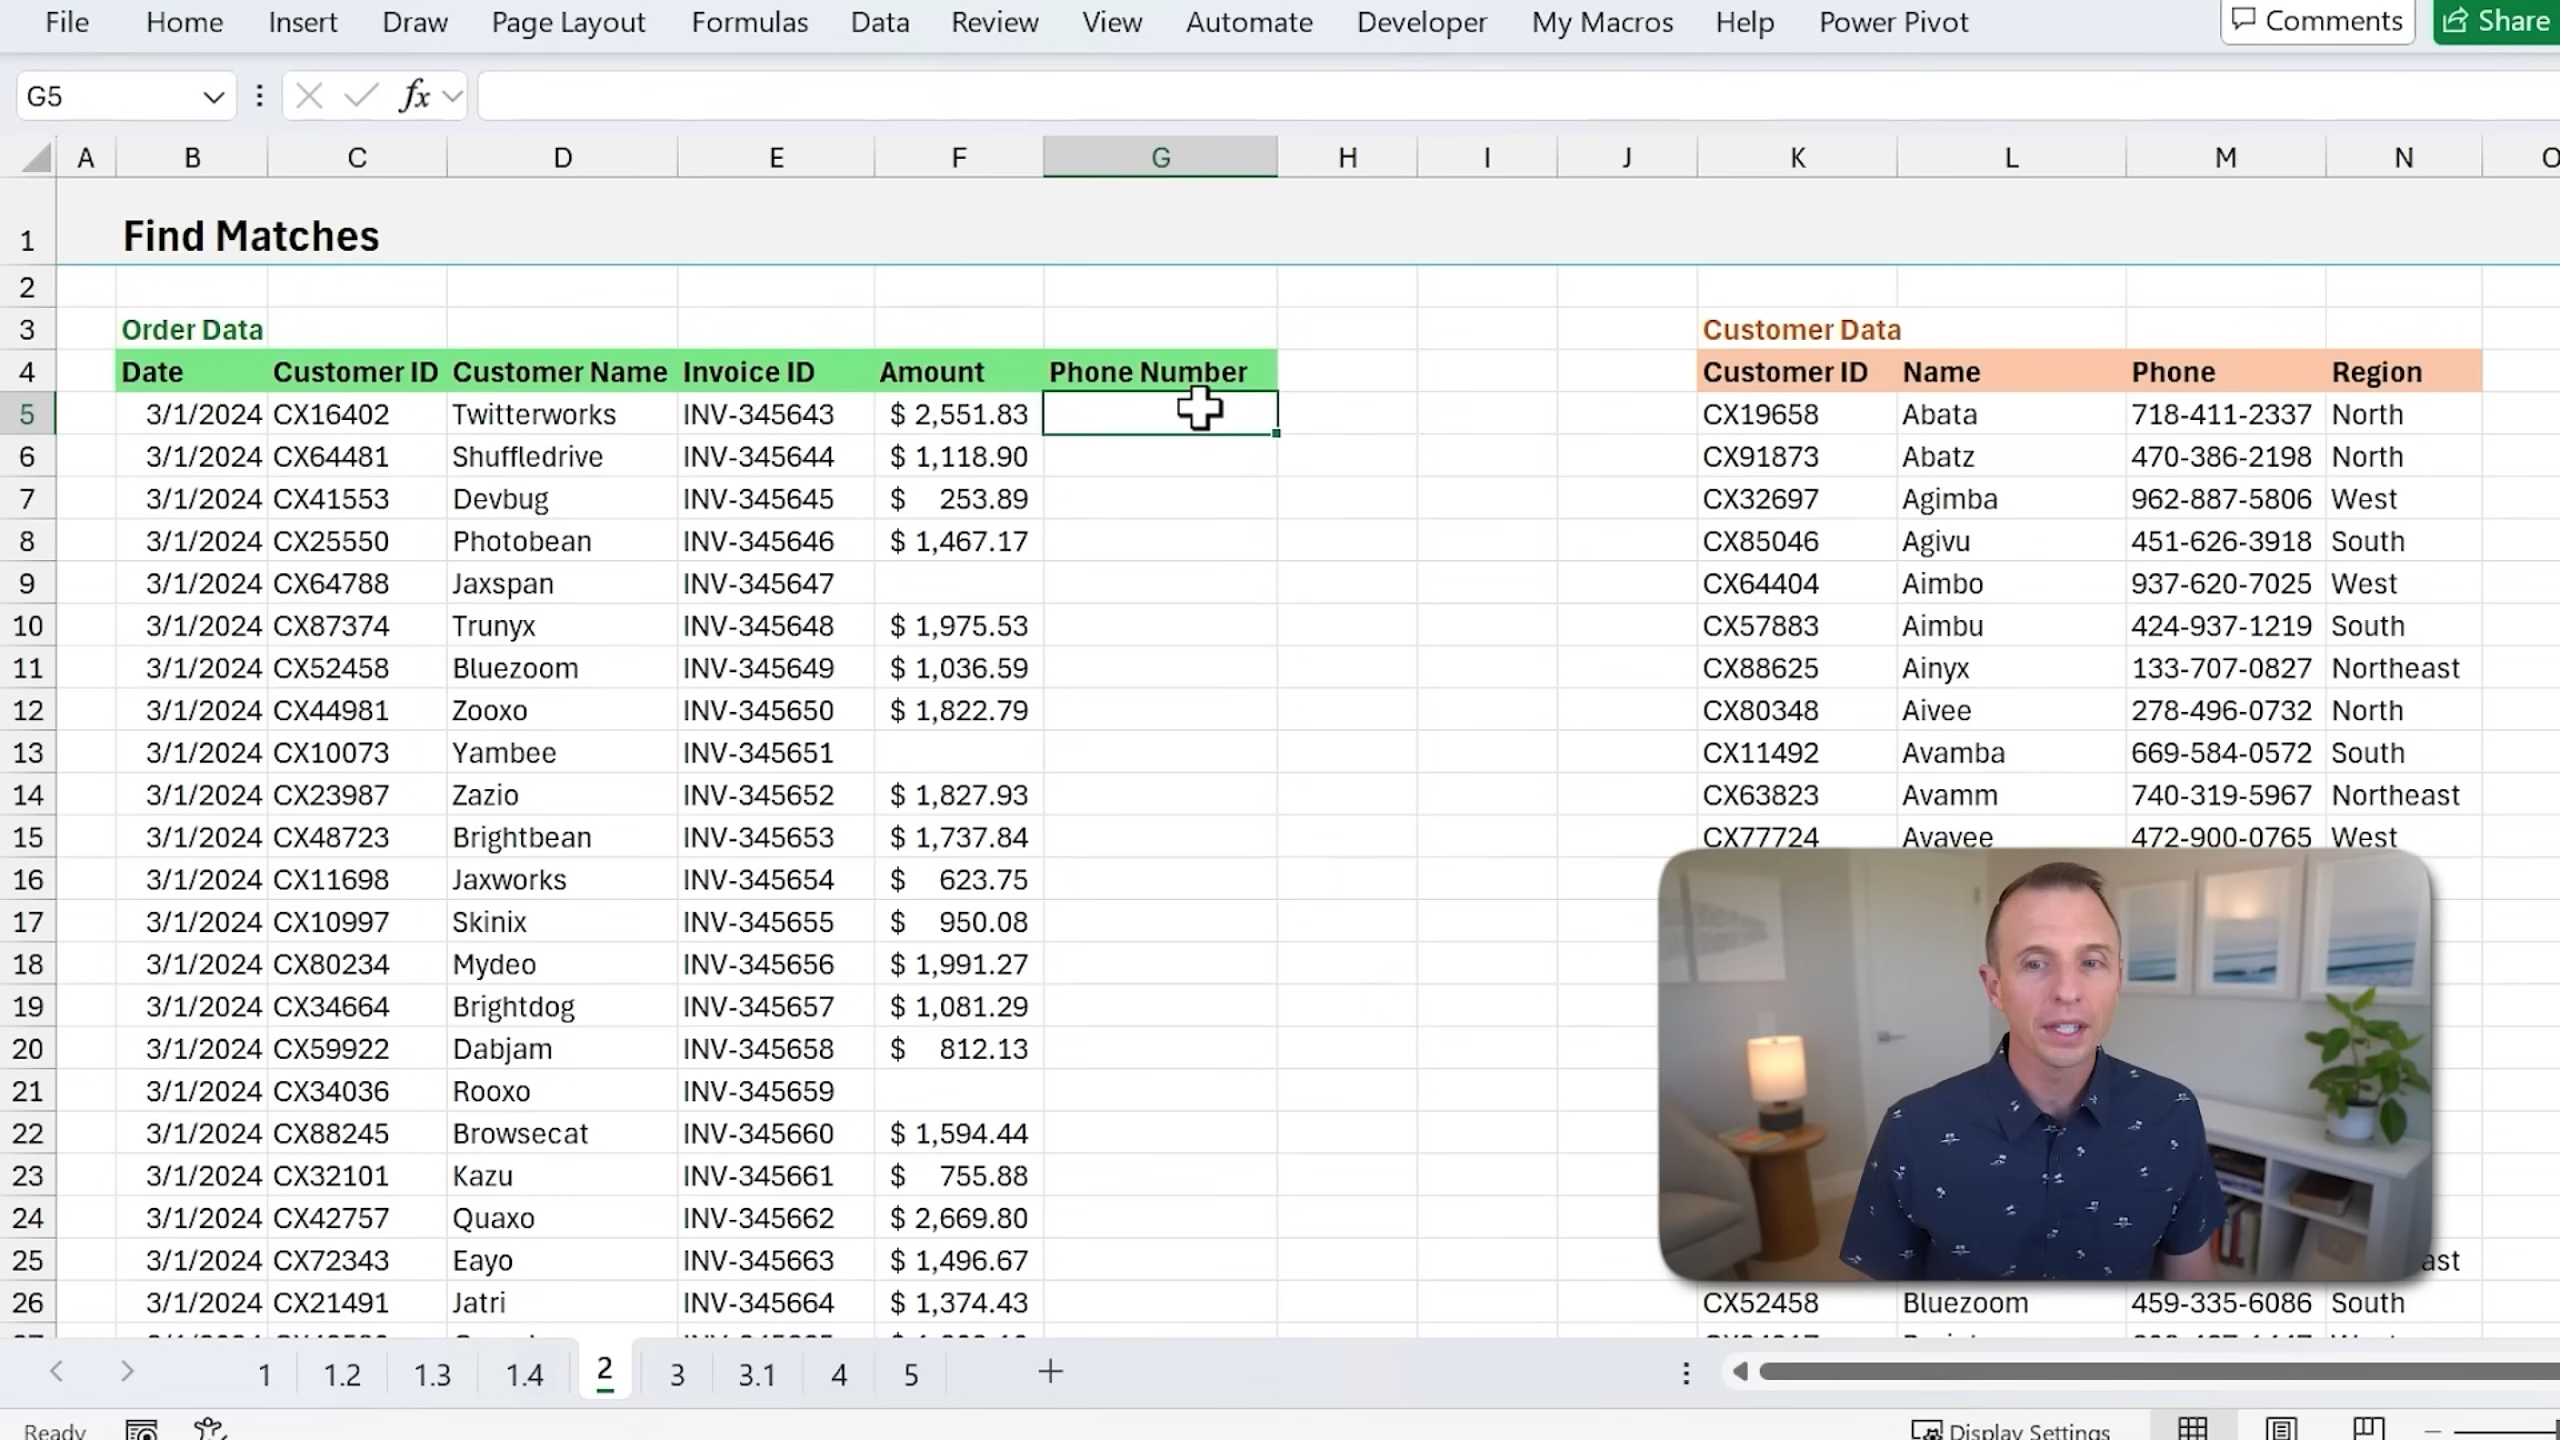 File Home Insert Draw Page Layout Formulas Data Review View Automate Developer My Macros Help Power Pivot Comments Share
G5 fx
A B C D E F G H I J K L M N O
1 Find Matches
2
3 Order Data Customer Data
4 Date Customer ID Customer Name Invoice ID Amount Phone Number Customer ID Name Phone Region
5 3/1/2024 CX16402 Twitterworks INV-345643 $ 2,551.83 CX19658 Abata 718-411-2337 North
6 3/1/2024 CX64481 Shuffledrive INV-345644 $ 1,118.90 CX91873 Abatz 470-386-2198 North
7 3/1/2024 CX41553 Devbug INV-345645 $ 253.89 CX32697 Agimba 962-887-5806 West
8 3/1/2024 CX25550 Photobean INV-345646 $ 1,467.17 CX85046 Agivu 451-626-3918 South
9 3/1/2024 CX64788 Jaxspan INV-345647 CX64404 Aimbo 937-620-7025 West
10 3/1/2024 CX87374 Trunyx INV-345648 $ 1,975.53 CX57883 Aimbu 424-937-1219 South
11 3/1/2024 CX52458 Bluezoom INV-345649 $ 1,036.59 CX88625 Ainyx 133-707-0827 Northeast
12 3/1/2024 CX44981 Zooxo INV-345650 $ 1,822.79 CX80348 Aivee 278-496-0732 North
13 3/1/2024 CX10073 Yambee INV-345651 CX11492 Avamba 669-584-0572 South
14 3/1/2024 CX23987 Zazio INV-345652 $ 1,827.93 CX63823 Avamm 740-319-5967 Northeast
15 3/1/2024 CX48723 Brightbean INV-345653 $ 1,737.84 CX77724 Avavee 472-900-0765 West
16 3/1/2024 CX11698 Jaxworks INV-345654 $ 623.75
17 3/1/2024 CX10997 Skinix INV-345655 $ 950.08
18 3/1/2024 CX80234 Mydeo INV-345656 $ 1,991.27
19 3/1/2024 CX34664 Brightdog INV-345657 $ 1,081.29
20 3/1/2024 CX59922 Dabjam INV-345658 $ 812.13
21 3/1/2024 CX34036 Rooxo INV-345659
22 3/1/2024 CX88245 Browsecat INV-345660 $ 1,594.44
23 3/1/2024 CX32101 Kazu INV-345661 $ 755.88
24 3/1/2024 CX42757 Quaxo INV-345662 $ 2,669.80
25 3/1/2024 CX72343 Eayo INV-345663 $ 1,496.67 ast
26 3/1/2024 CX21491 Jatri INV-345664 $ 1,374.43 CX52458 Bluezoom 459-335-6086 South
1 1.2 1.3 1.4 2 3 3.1 4 5
Ready Display Settings